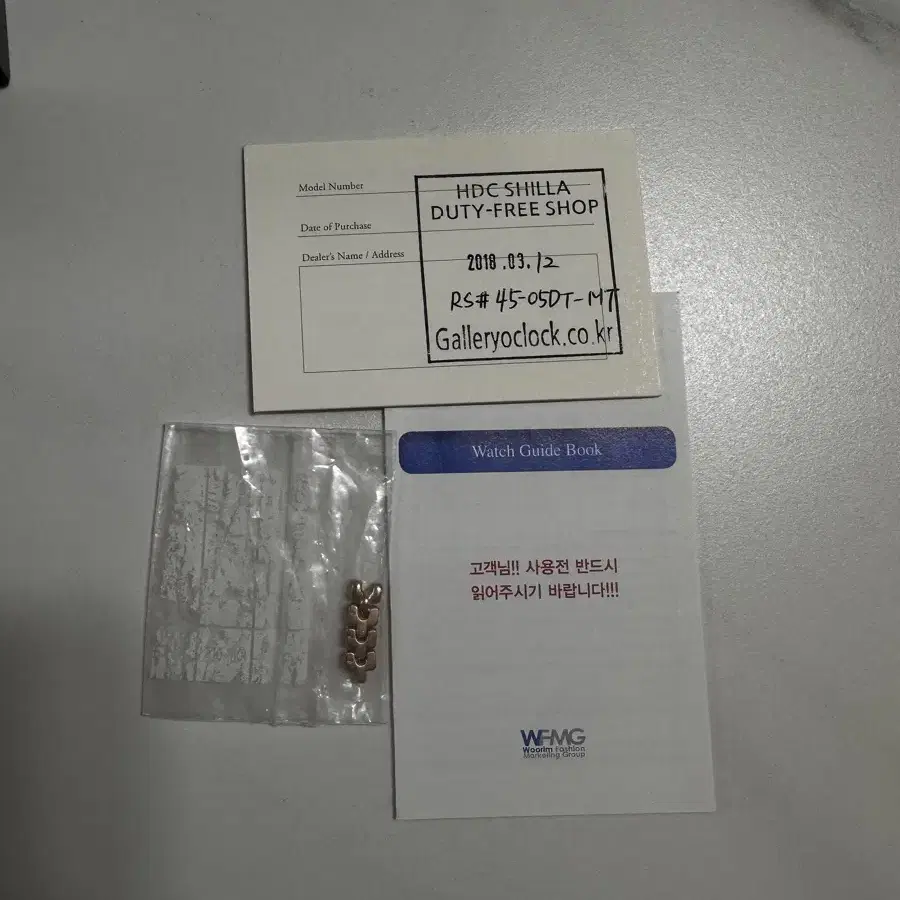 Model Number
Date of Purchase
Dealer's Name / Address
HDC SHILLA
DUTY-FREE SHOP
2018.03.12
RS# 45-05DT-MT
Galleryoclock.co.kr
Watch Guide Book
고객님!! 사용전 반드시
읽어주시기 바랍니다!!!
WFMG
Woorim Fashion
Marketing Group